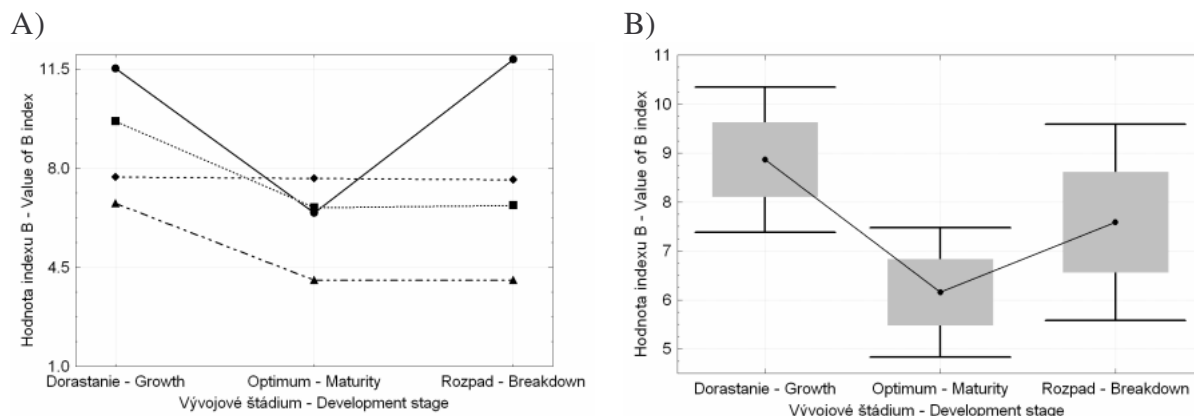 A)
Hodnota indexu B - Value of B index
11.5
8.0
4.5
1.0
Dorastanie - Growth
Optimum - Maturity
Rozpad - Breakdown
Vývojové štádium - Development stage
B)
Hodnota indexu B - Value of B index
11
10
9
8
7
6
5
Dorastanie - Growth
Optimum - Maturity
Rozpad - Breakdown
Vývojové štádium - Development stage